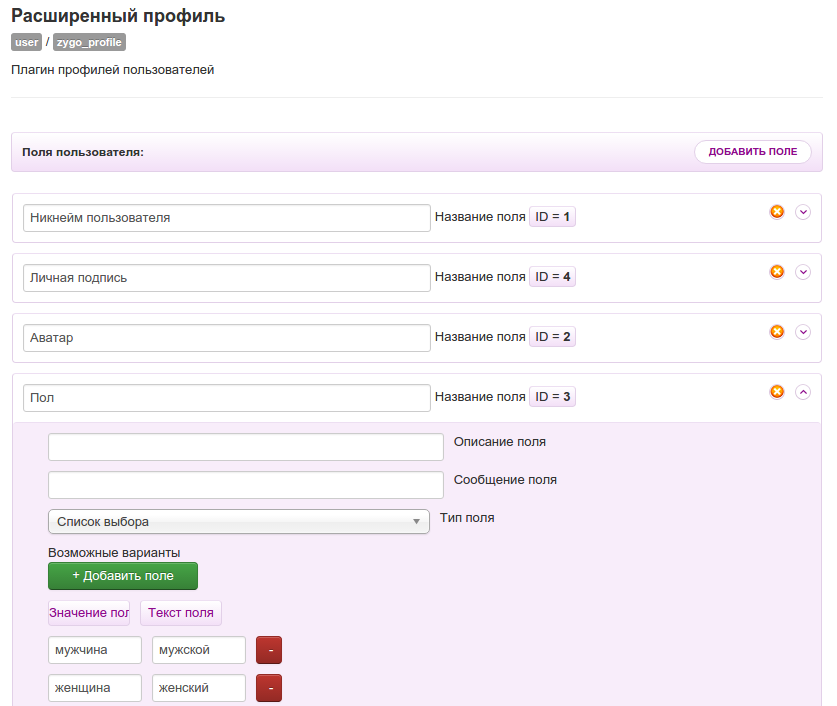 Расширенный профиль
user / zygo_profile
Плагин профилей пользователей
Поля пользователя: ДОБАВИТЬ ПОЛЕ
Никнейм пользователя Название поля ID = 1
Личная подпись Название поля ID = 4
Аватар Название поля ID = 2
Пол Название поля ID = 3
Описание поля
Сообщение поля
Список выбора Тип поля
Возможные варианты
+ Добавить поле
Значение пол Текст поля
мужчина мужской -
женщина женский -